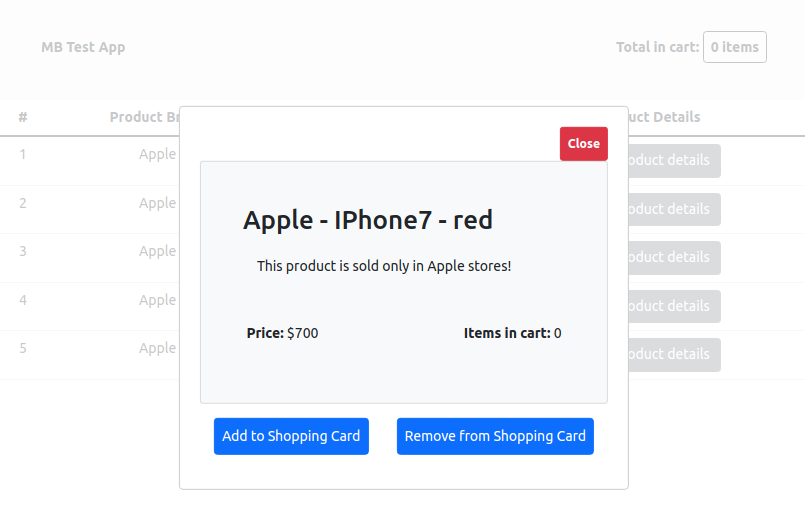 MB Test App Total in cart: 0 items
# Product Br uct Details
Close
1 Apple oduct details
Apple - IPhone7 - red
2 Apple oduct details
3 Apple This product is sold only in Apple stores! oduct details
4 Apple oduct details
Price: $700 Items in cart: 0
5 Apple oduct details
Add to Shopping Card Remove from Shopping Card